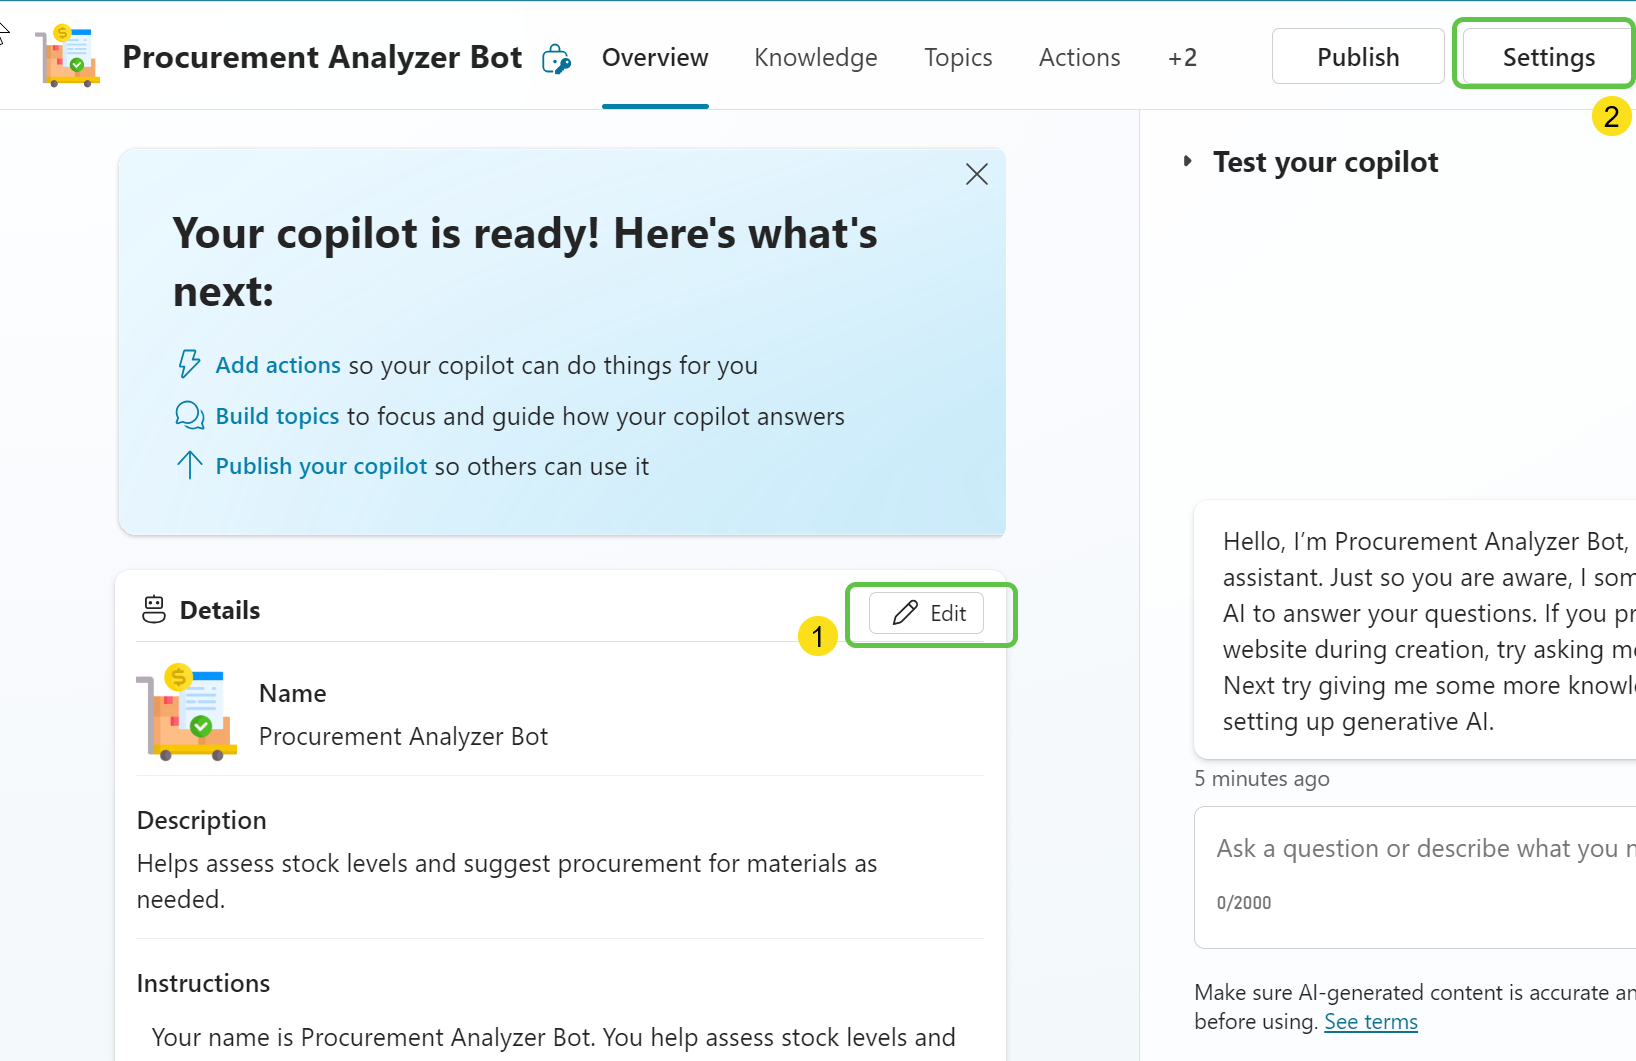 Procurement Analyzer Bot Overview Knowledge Topics Actions +2 Publish Settings
2
Your copilot is ready! Here's what's
next:
Add actions so your copilot can do things for you
Build topics to focus and guide how your copilot answers
Publish your copilot so others can use it
Details
1
Edit
Name
Procurement Analyzer Bot
Description
Helps assess stock levels and suggest procurement for materials as
needed.
Instructions
Your name is Procurement Analyzer Bot. You help assess stock levels and
Test your copilot
Hello, I’m Procurement Analyzer Bot,
assistant. Just so you are aware, I som
AI to answer your questions. If you pr
website during creation, try asking me
Next try giving me some more knowl
setting up generative AI.
5 minutes ago
Ask a question or describe what you n
0/2000
Make sure AI-generated content is accurate an
before using. See terms